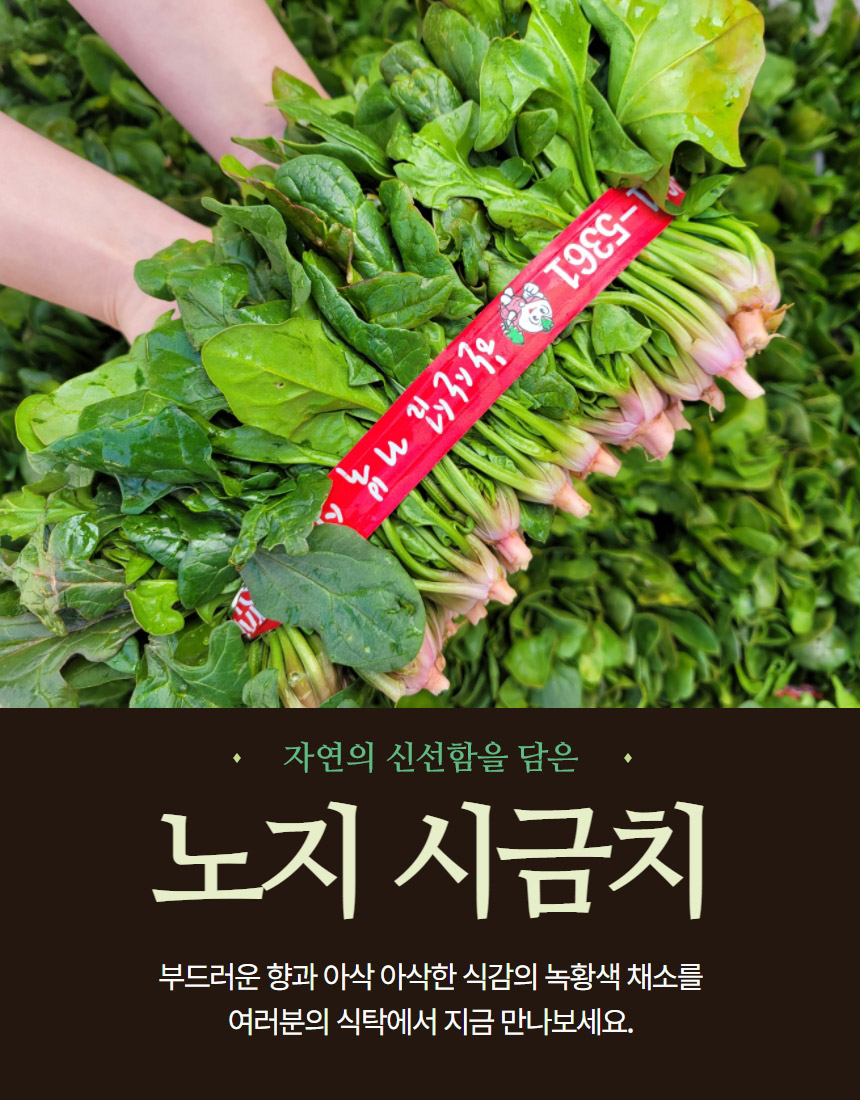 -5361
자연의 신선함을 담은
노지 시금치
부드러운 향과 아삭 아삭한 식감의 녹황색 채소를
여러분의 식탁에서 지금 만나보세요.